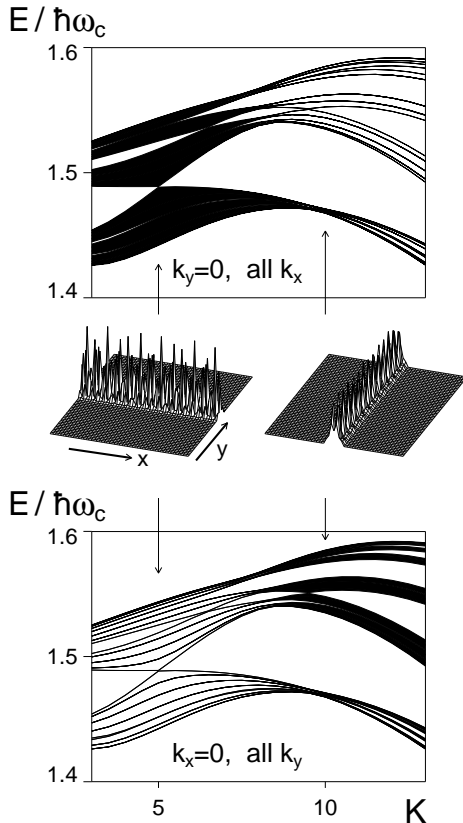 E / ħω_c
1.6
1.5
1.4
k_y=0, all k_x
x
y
E / ħω_c
1.6
1.5
1.4
k_x=0, all k_y
5
10
K